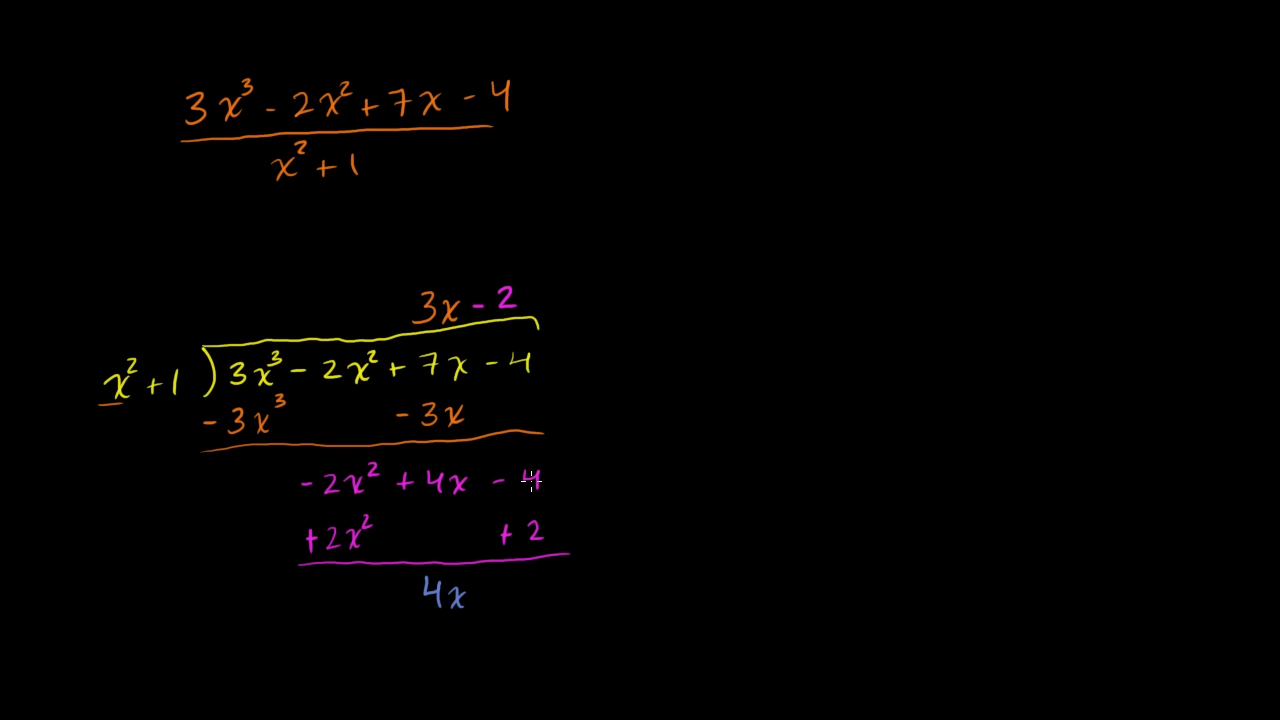 3x³ - 2x² + 7x - 4
x² + 1
3x - 2
x² + 1 ) 3x³ - 2x² + 7x - 4
- 3x³ - 3x
- 2x² + 4x - 4
+ 2x² + 2
4x